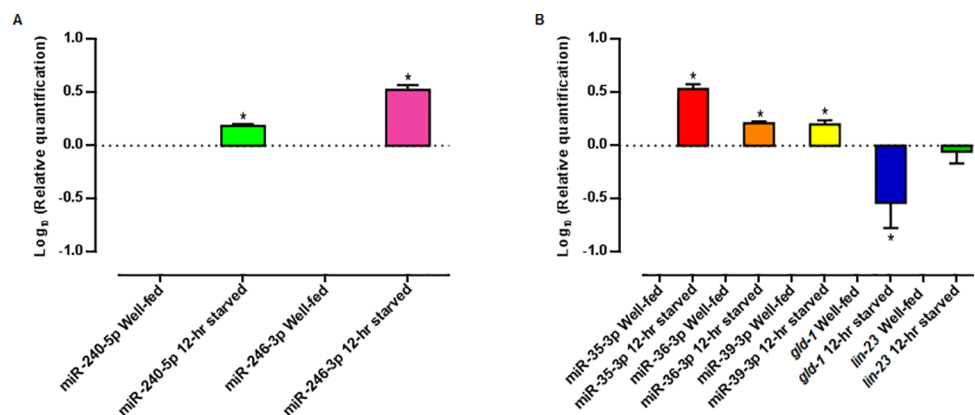 A
1.0
0.5
0.0
-0.5
-1.0
Log10 (Relative quantification)
*
*
miR-240-5p Well-fed
miR-240-5p 12-hr starved
miR-246-3p Well-fed
miR-246-3p 12-hr starved
B
1.0
0.5
0.0
-0.5
-1.0
Log10 (Relative quantification)
*
*
*
*
miR-35-3p Well-fed
miR-35-3p 12-hr starved
miR-36-3p Well-fed
miR-36-3p 12-hr starved
miR-39-3p Well-fed
miR-39-3p 12-hr starved
gld-1 Well-fed
gld-1 12-hr starved
lin-23 Well-fed
lin-23 12-hr starved